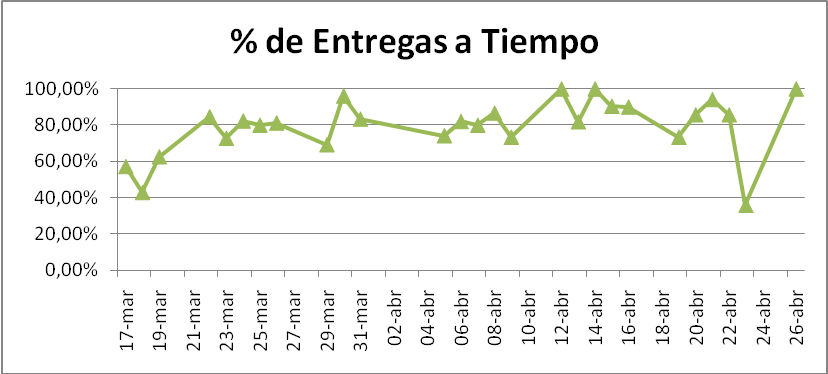 % de Entregas a Tiempo
100,00%
80,00%
60,00%
40,00%
20,00%
0,00%
17-mar
19-mar
21-mar
23-mar
25-mar
27-mar
29-mar
31-mar
02-abr
04-abr
06-abr
08-abr
10-abr
12-abr
14-abr
16-abr
18-abr
20-abr
22-abr
24-abr
26-abr